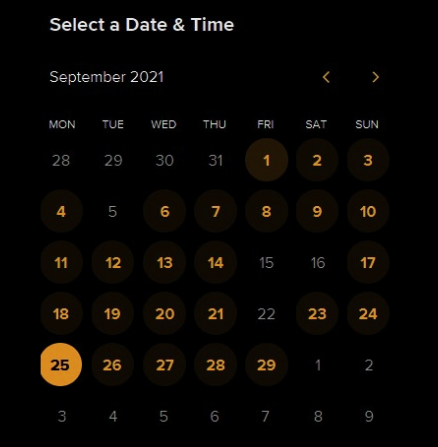 Select a Date & Time
September 2021
MON TUE WED THU FRI SAT SUN
28 29 30 31 1 2 3
4 5 6 7 8 9 10
11 12 13 14 15 16 17
18 19 20 21 22 23 24
25 26 27 28 29 1 2
3 4 5 6 7 8 9